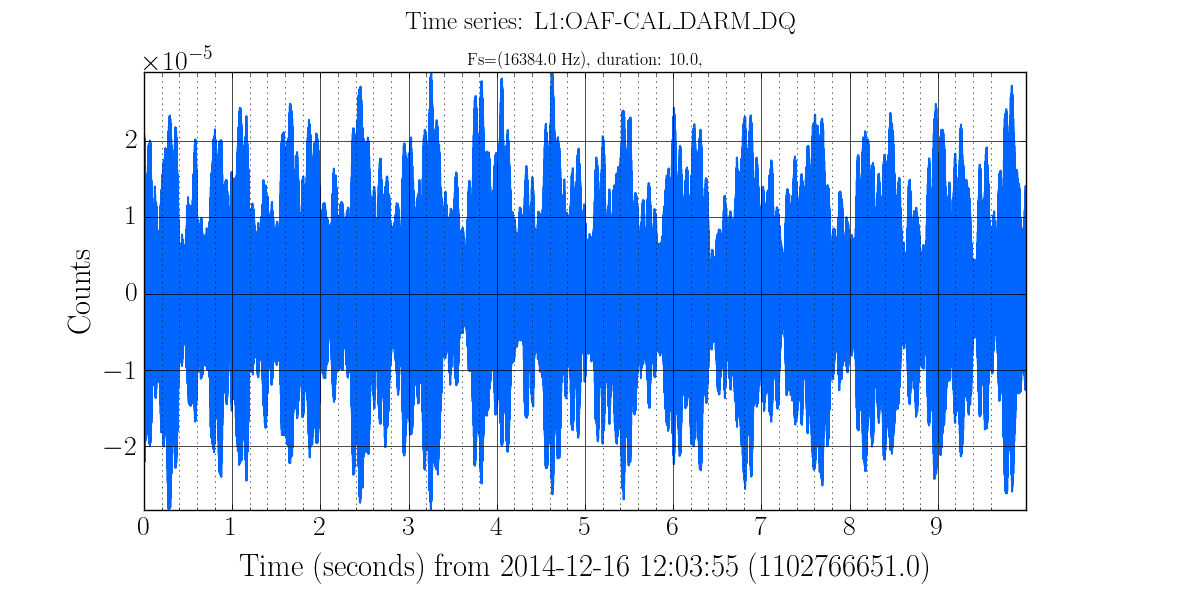 Time series: L1:OAF-CAL_DARM_DQ
×10⁻⁵
Fs=(16384.0 Hz), duration: 10.0,
2
1
0
−1
−2
Counts
0 1 2 3 4 5 6 7 8 9
Time (seconds) from 2014-12-16 12:03:55 (1102766651.0)